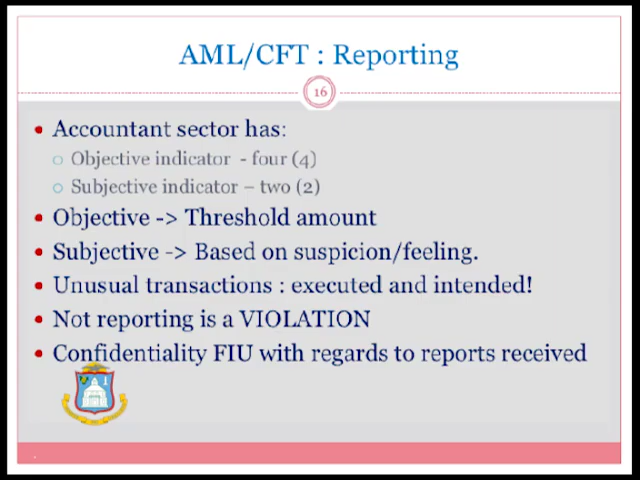 AML/CFT : Reporting
16
Accountant sector has:
Objective indicator - four (4)
Subjective indicator – two (2)
Objective -> Threshold amount
Subjective -> Based on suspicion/feeling.
Unusual transactions : executed and intended!
Not reporting is a VIOLATION
Confidentiality FIU with regards to reports received